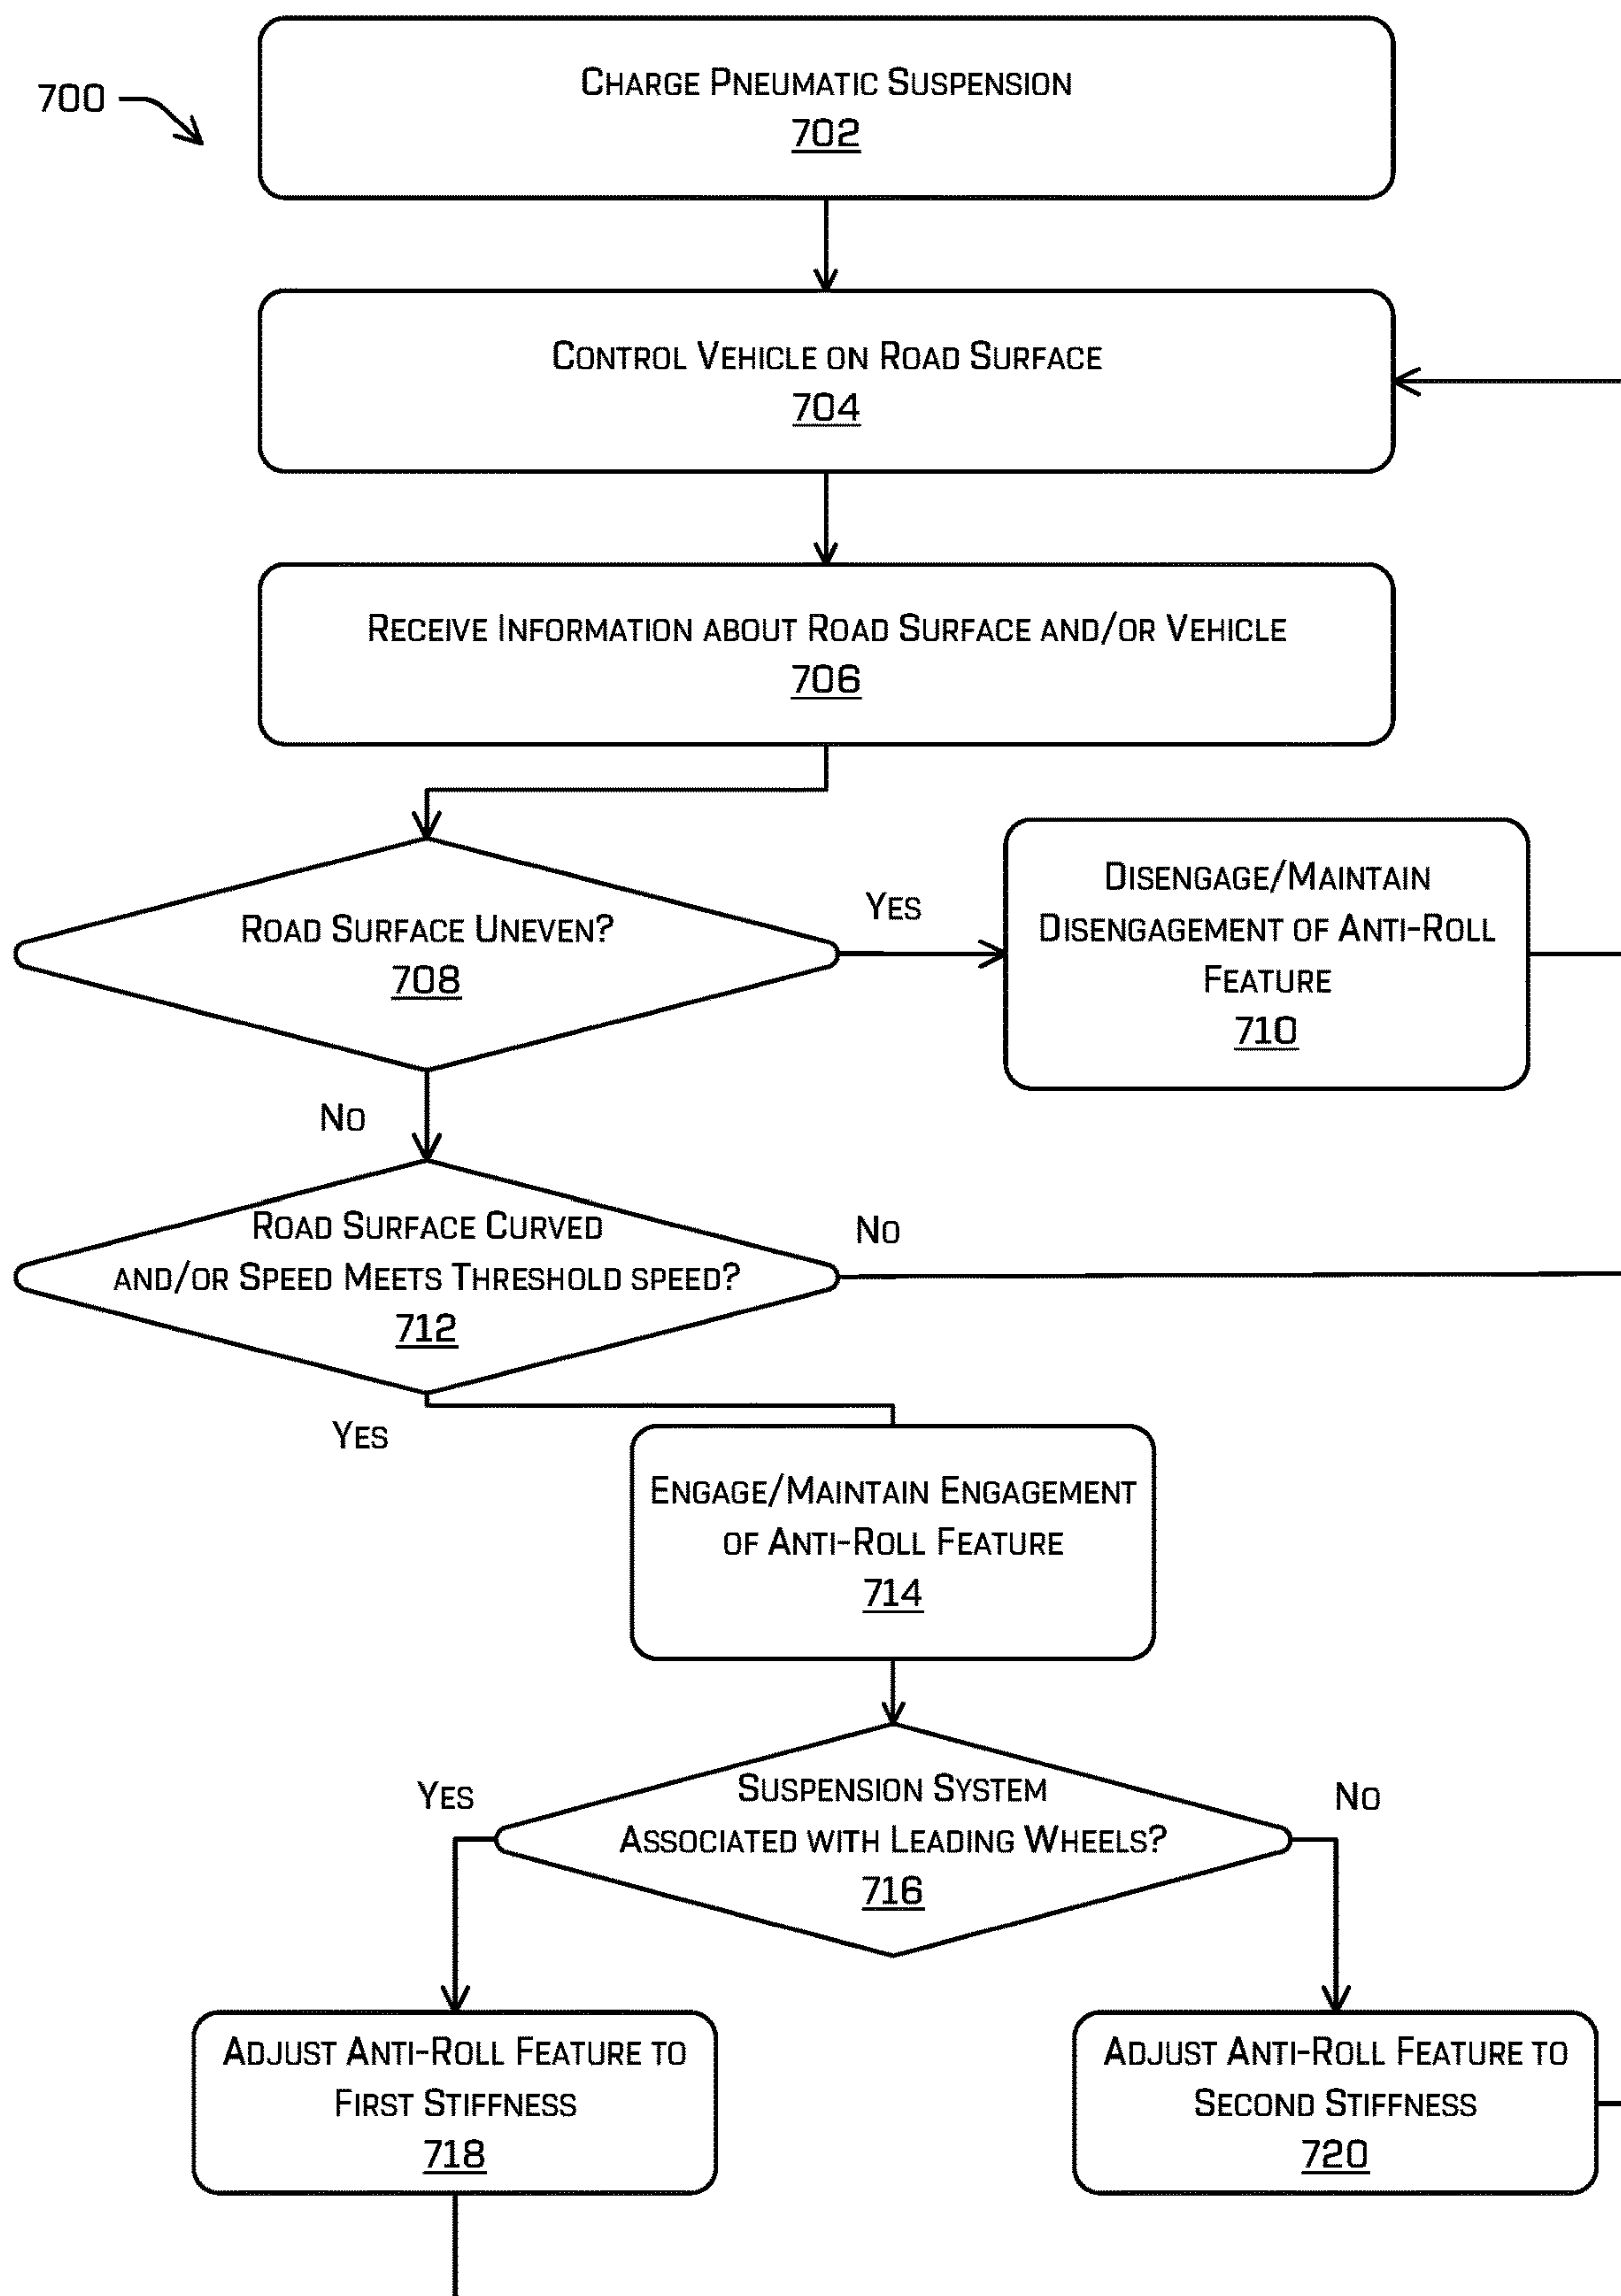 700
Charge Pneumatic Suspension
702
Control Vehicle on Road Surface
704
Receive Information about Road Surface and/or Vehicle
706
Road Surface Uneven?
708
Yes
Disengage/Maintain
Disengagement of Anti-Roll
Feature
710
No
Road Surface Curved
and/or Speed Meets Threshold speed?
712
No
Yes
Engage/Maintain Engagement
of Anti-Roll Feature
714
Suspension System
Associated with Leading Wheels?
716
Yes
No
Adjust Anti-Roll Feature to
First Stiffness
718
Adjust Anti-Roll Feature to
Second Stiffness
720